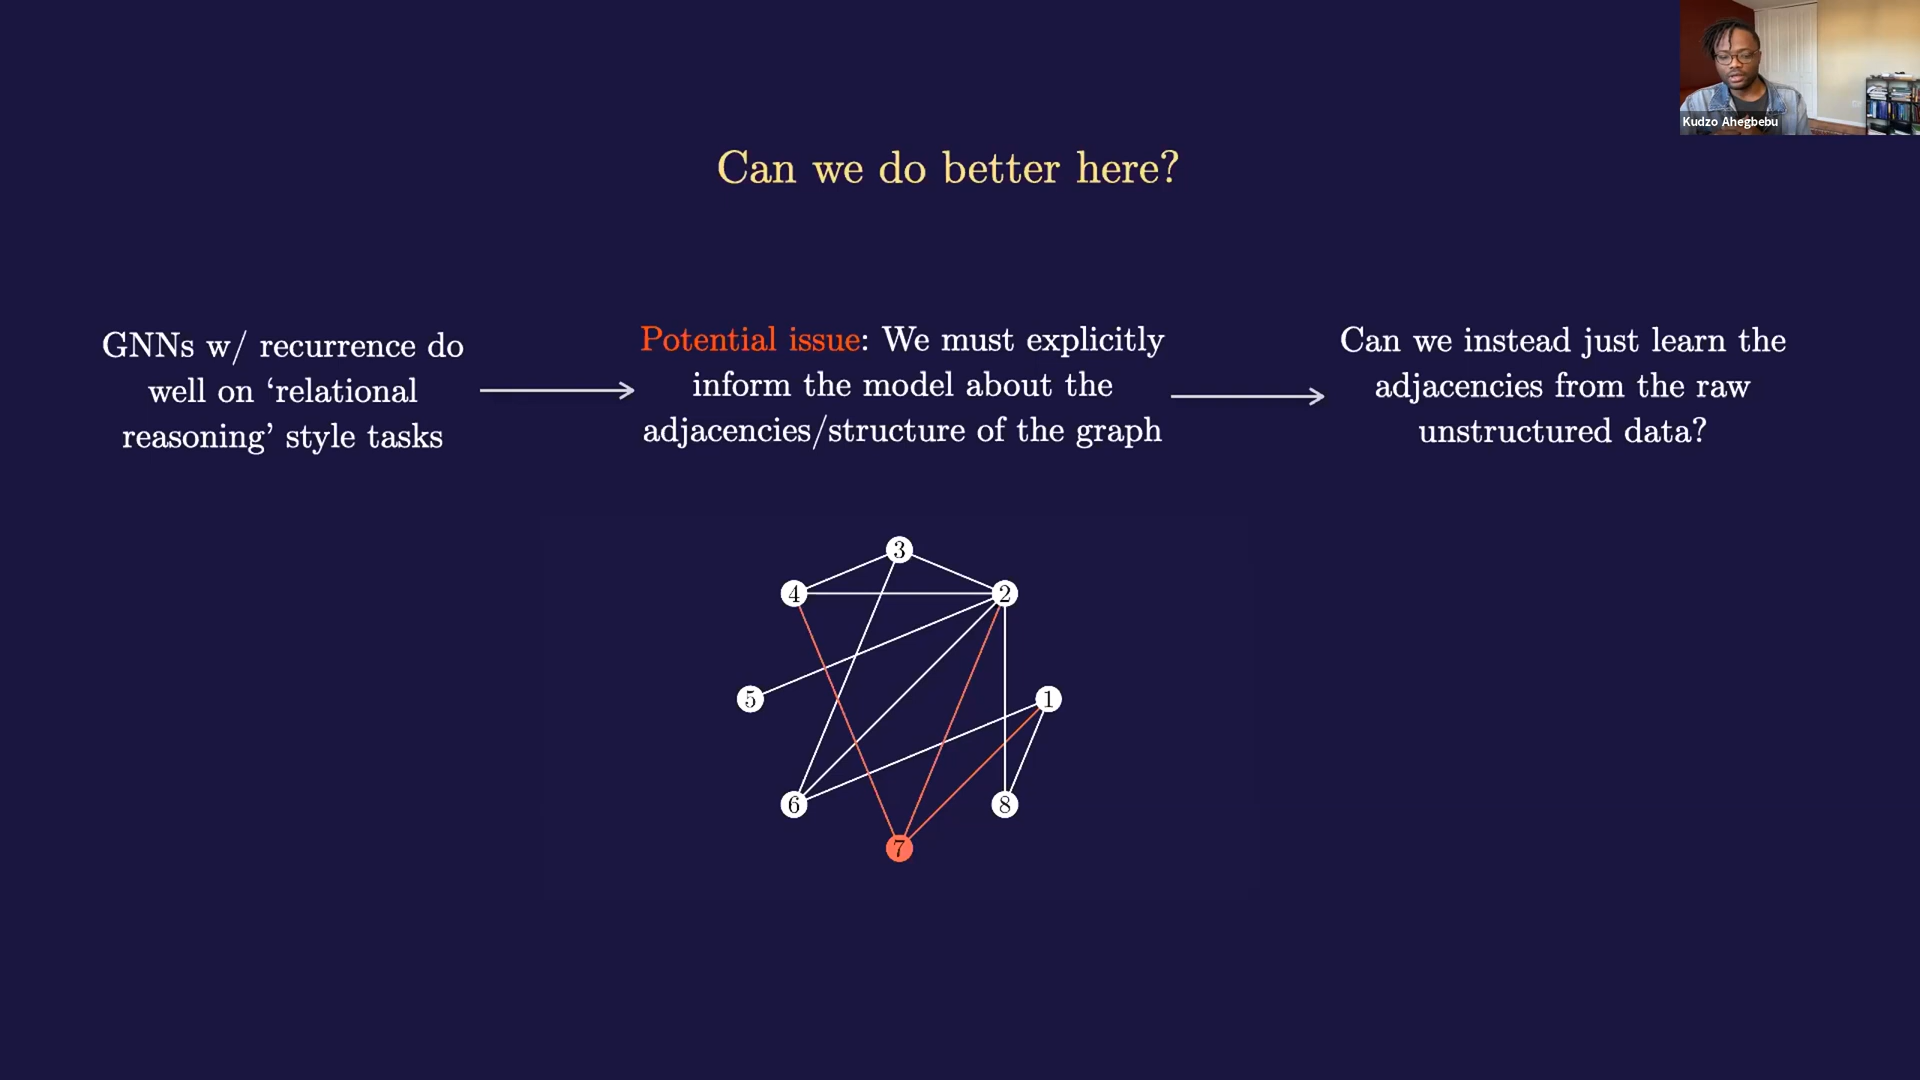 Kudzo Ahegbebu
Can we do better here?
GNNs w/ recurrence do
well on ‘relational
reasoning’ style tasks
Potential issue: We must explicitly
inform the model about the
adjacencies/structure of the graph
Can we instead just learn the
adjacencies from the raw
unstructured data?
3
4
2
5
1
6
8
7